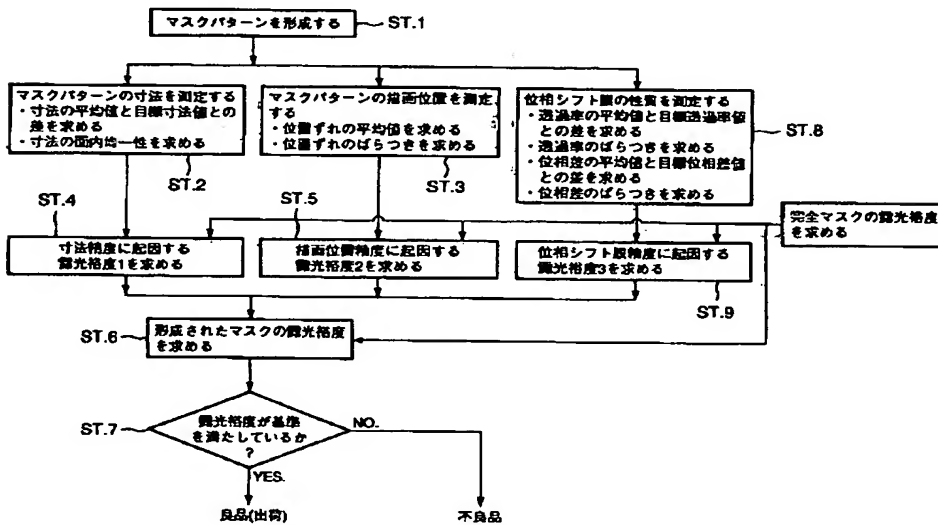 マスクパターンを形成する
ST.1
マスクパターンの寸法を測定する
・寸法の平均値と目標寸法値との
差を求める
・寸法の面内均一性を求める
ST.2
マスクパターンの描画位置を測定
する
・位置ずれの平均値を求める
・位置ずれのばらつきを求める
ST.3
位相シフト膜の性質を測定する
・透過率の平均値と目標透過率値
との差を求める
・透過率のばらつきを求める
・位相差の平均値と目標位相差値
との差を求める
・位相差のばらつきを求める
ST.8
完全マスクの露光裕度
を求める
ST.4
寸法精度に起因する
露光裕度1を求める
ST.5
描画位置精度に起因する
露光裕度2を求める
位相シフト膜精度に起因する
露光裕度3を求める
ST.9
ST.6
形成されたマスクの露光裕度
を求める
ST.7
露光裕度が基準
を満たしているか
?
NO.
YES.
良品(出荷)
不良品